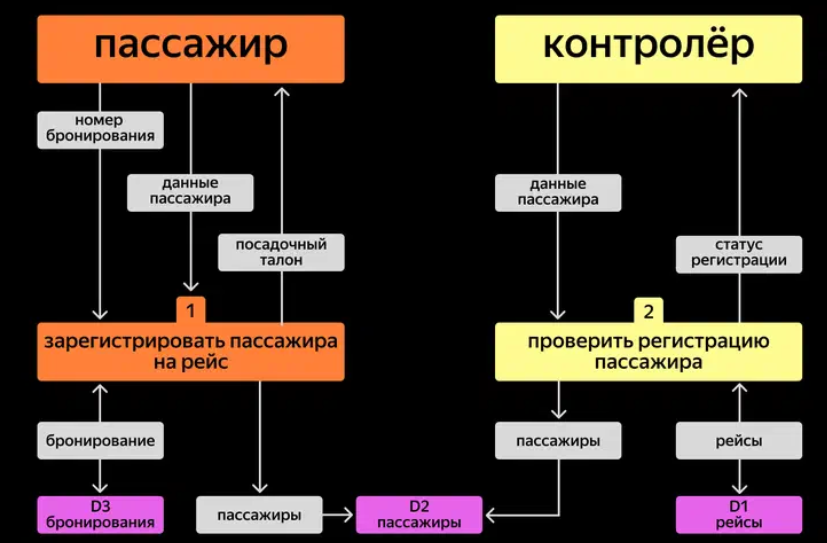 пассажир
контролёр
номер
бронирования
данные
пассажира
посадочный
талон
данные
пассажира
статус
регистрации
1
зарегистрировать пассажира
на рейс
2
проверить регистрацию
пассажира
бронирование
пассажиры
рейсы
D3
бронирования
пассажиры
D2
пассажиры
D1
рейсы